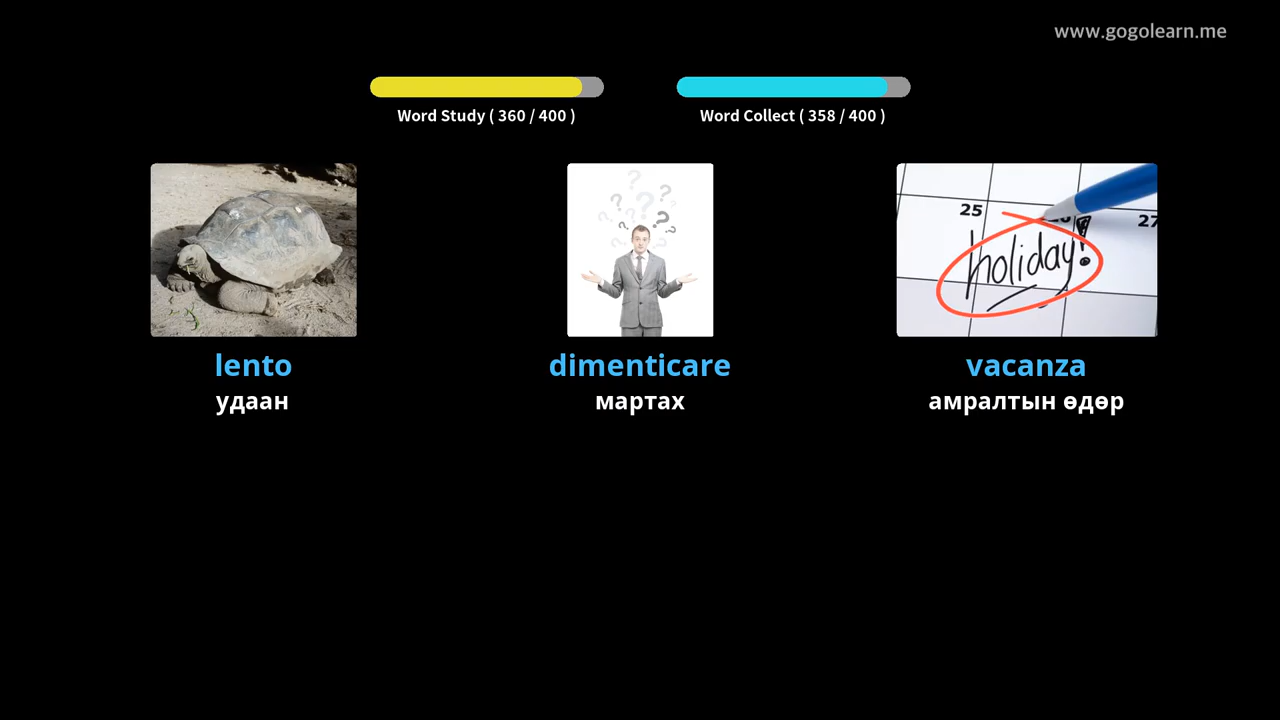 www.gogolearn.me
Word Study ( 360 / 400 )
Word Collect ( 358 / 400 )
25
27
holiday!
lento
dimenticare
vacanza
удаан
мартах
амралтын өдөр